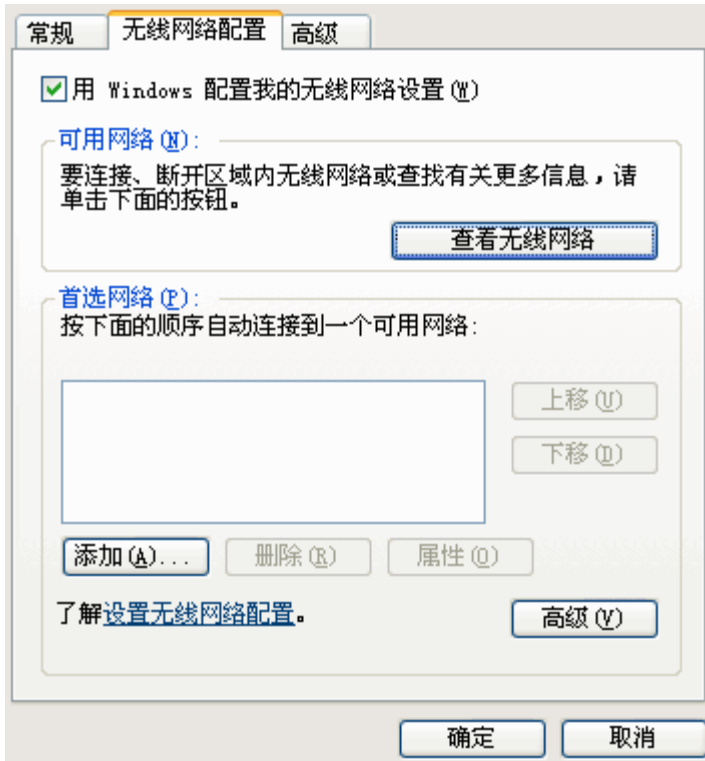 常规 无线网络配置 高级
用 Windows 配置我的无线网络设置(W)
可用网络(N):
要连接、断开区域内无线网络或查找有关更多信息，请
单击下面的按钮。
查看无线网络
首选网络(P):
按下面的顺序自动连接到一个可用网络:
上移(U)
下移(D)
添加(A)... 删除(R) 属性(O)
了解设置无线网络配置。 高级(V)
确定 取消